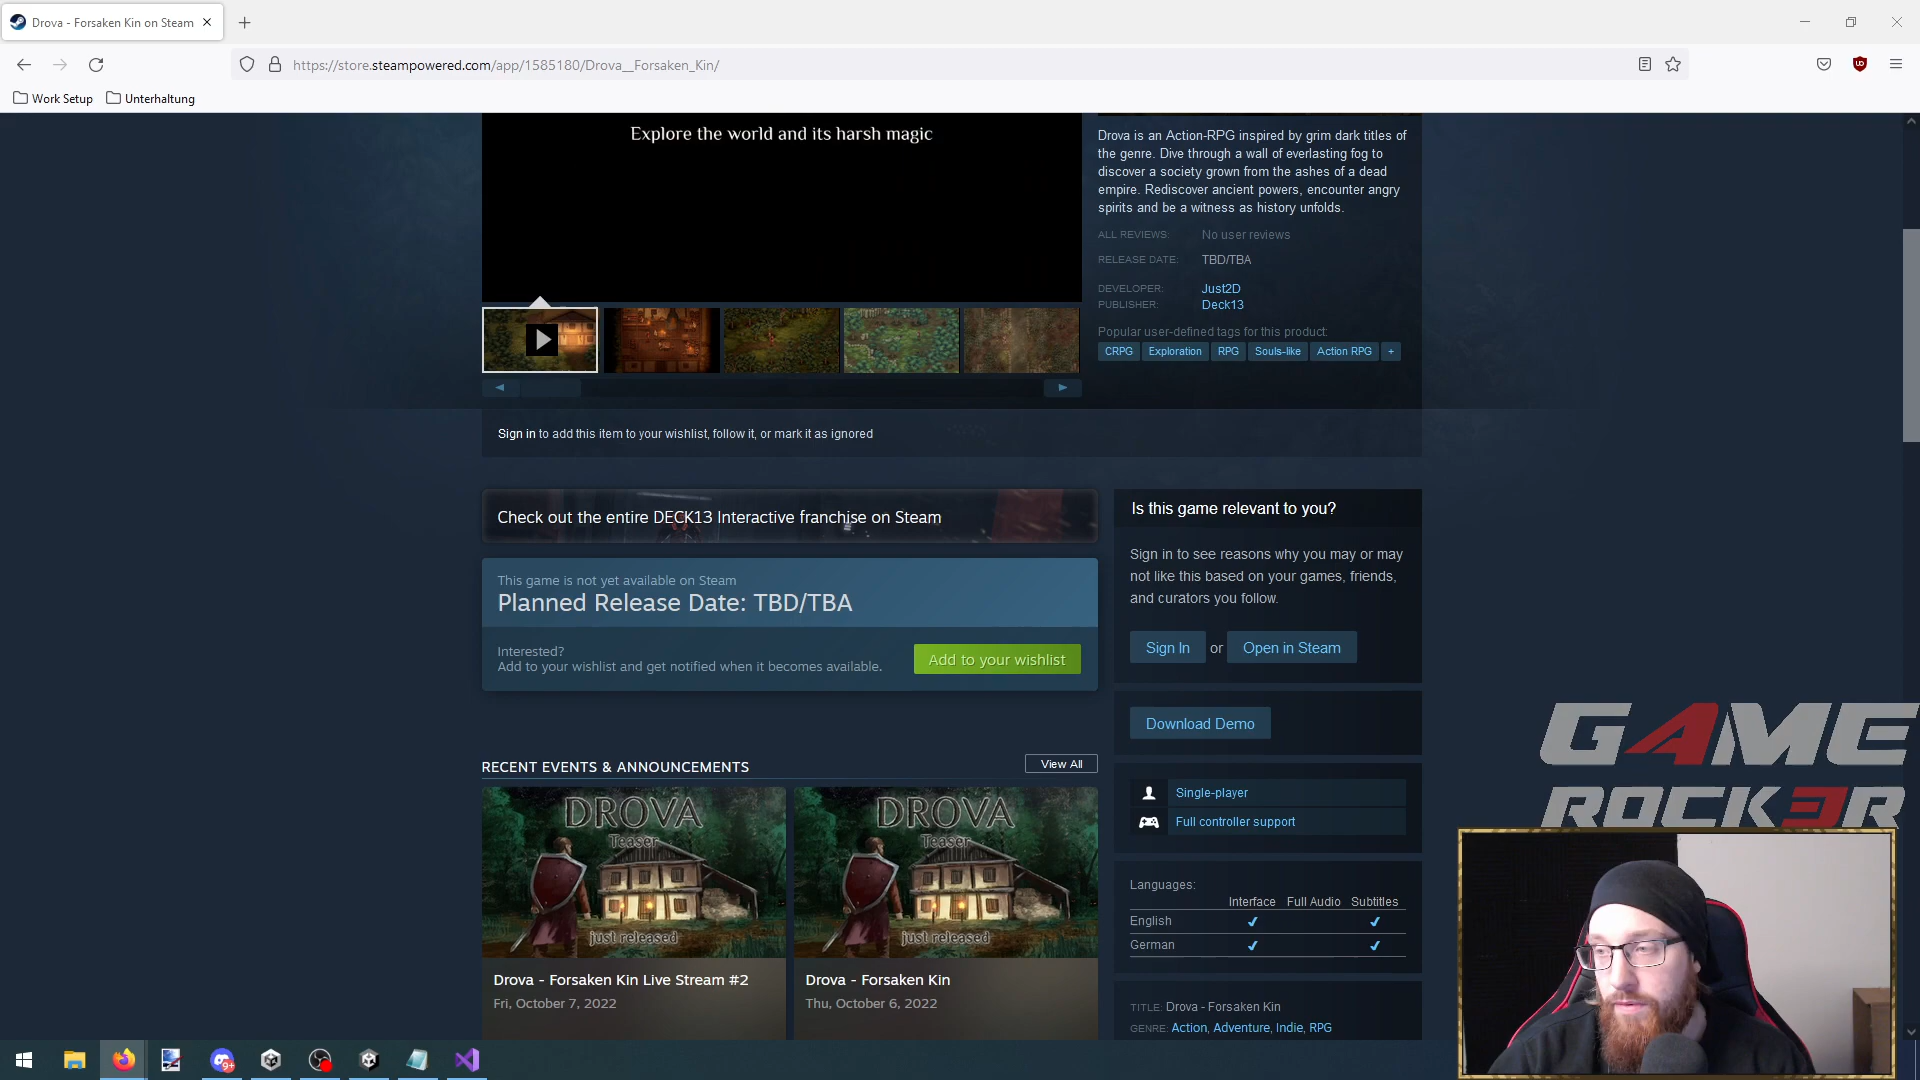 Drova - Forsaken Kin on Steam
https://store.steampowered.com/app/1585180/Drova__Forsaken_Kin/
Work Setup
Unterhaltung
Explore the world and its harsh magic
Drova is an Action-RPG inspired by grim dark titles of
the genre. Dive through a wall of everlasting fog to
discover a society grown from the ashes of a dead
empire. Rediscover ancient powers, encounter angry
spirits and be a witness as history unfolds.
ALL REVIEWS: No user reviews
RELEASE DATE: TBD/TBA
DEVELOPER: Just2D
PUBLISHER: Deck13
Popular user-defined tags for this product:
CRPG Exploration RPG Souls-like Action RPG +
Sign in to add this item to your wishlist, follow it, or mark it as ignored
Check out the entire DECK13 Interactive franchise on Steam
This game is not yet available on Steam
Planned Release Date: TBD/TBA
Interested?
Add to your wishlist and get notified when it becomes available.
Add to your wishlist
Is this game relevant to you?
Sign in to see reasons why you may or may
not like this based on your games, friends,
and curators you follow.
Sign In or Open in Steam
Download Demo
Single-player
Full controller support
Languages:
Interface Full Audio Subtitles
English ✔ ✔
German ✔ ✔
TITLE: Drova - Forsaken Kin
GENRE: Action, Adventure, Indie, RPG
RECENT EVENTS & ANNOUNCEMENTS
View All
DROVA
Teaser
just released
Drova - Forsaken Kin Live Stream #2
Fri, October 7, 2022
DROVA
Teaser
just released
Drova - Forsaken Kin
Thu, October 6, 2022
GAME
ROCK3R
9+